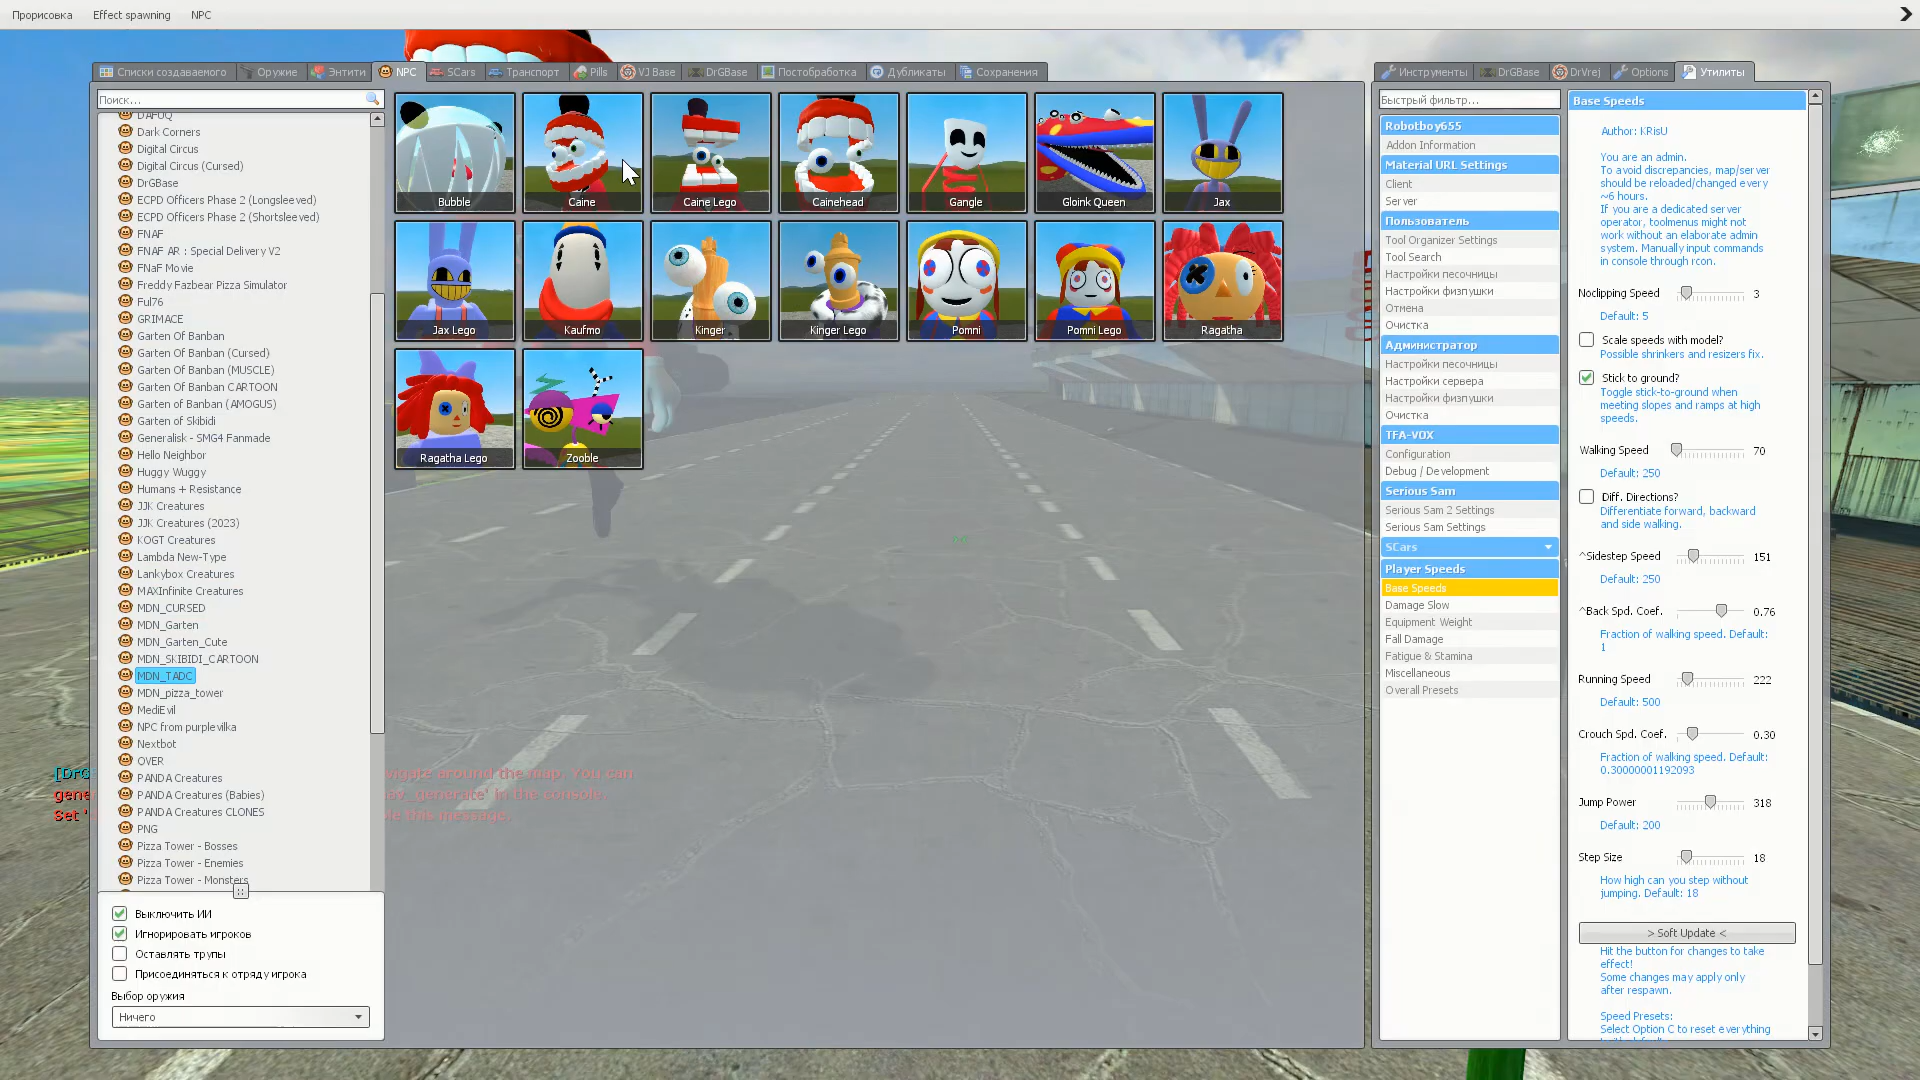 Прорисовка
Effect spawning
NPC
Списки создаваемого
Оружие
Энтити
NPC
SCars
Транспорт
Pills
VJ Base
DrGBase
Постобработка
Дубликаты
Сохранения
Инструменты
DrGBase
DrVrej
Options
Утилиты
Поиск...
DAFUQ
Dark Corners
Digital Circus
Digital Circus (Cursed)
DrGBase
ECPD Officers Phase 2 (Longsleeved)
ECPD Officers Phase 2 (Shortsleeved)
FNAF
FNAF AR : Special Delivery V2
FNaF Movie
Freddy Fazbear Pizza Simulator
Ful76
GRIMACE
Garten Of Banban
Garten Of Banban (Cursed)
Garten Of Banban (MUSCLE)
Garten Of Banban CARTOON
Garten of Banban (AMOGUS)
Garten of Skibidi
Generalisk - SMG4 Fanmade
Hello Neighbor
Huggy Wuggy
Humans + Resistance
JJK Creatures
JJK Creatures (2023)
KOGT Creatures
Lambda New-Type
Lankybox Creatures
MAXInfinite Creatures
MDN_CURSED
MDN_Garten
MDN_Garten_Cute
MDN_SKIBIDI_CARTOON
MDN_TADC
MDN_pizza_tower
MediEvil
NPC from purplevilka
Nextbot
OVER
PANDA Creatures
PANDA Creatures (Babies)
PANDA Creatures CLONES
PNG
Pizza Tower - Bosses
Pizza Tower - Enemies
Pizza Tower - Monsters
Выключить ИИ
Игнорировать игроков
Оставлять трупы
Присоединяться к отряду игрока
Выбор оружия
Ничего
Bubble
Caine
Caine Lego
Cainehead
Gangle
Gloink Queen
Jax
Jax Lego
Kaufmo
Kinger
Kinger Lego
Pomni
Pomni Lego
Ragatha
Ragatha Lego
Zooble
[DrG
around the map. You can
gene
nav_generate' in the console.
Set '
this message.
Быстрый фильтр...
Robotboy655
Addon Information
Material URL Settings
Client
Server
Пользователь
Tool Organizer Settings
Tool Search
Настройки песочницы
Настройки физпушки
Отмена
Очистка
Администратор
Настройки песочницы
Настройки сервера
Настройки физпушки
Очистка
TFA-VOX
Configuration
Debug / Development
Serious Sam
Serious Sam 2 Settings
Serious Sam Settings
SCars
Player Speeds
Base Speeds
Damage Slow
Equipment Weight
Fall Damage
Fatigue & Stamina
Miscellaneous
Overall Presets
Base Speeds
Author: KRisU
You are an admin.
To avoid discrepancies, map/server
should be reloaded/changed every
~6 hours.
If you are a dedicated server
operator, toolmenus might not
work without an elaborate admin
system. Manually input commands
in console through rcon.
Noclipping Speed 3
Default: 5
Scale speeds with model?
Possible shrinkers and resizers fix.
Stick to ground?
Toggle stick-to-ground when
meeting slopes and ramps at high
speeds.
Walking Speed 70
Default: 250
Diff. Directions?
Differentiate forward, backward
and side walking.
^Sidestep Speed 151
Default: 250
^Back Spd. Coef. 0.76
Fraction of walking speed. Default:
1
Running Speed 222
Default: 500
Crouch Spd. Coef. 0.30
Fraction of walking speed. Default:
0.30000001192093
Jump Power 318
Default: 200
Step Size 18
How high can you step without
jumping. Default: 18
> Soft Update <
Hit the button for changes to take
effect!
Some changes may apply only
after respawn.
Speed Presets:
Select Option C to reset everything